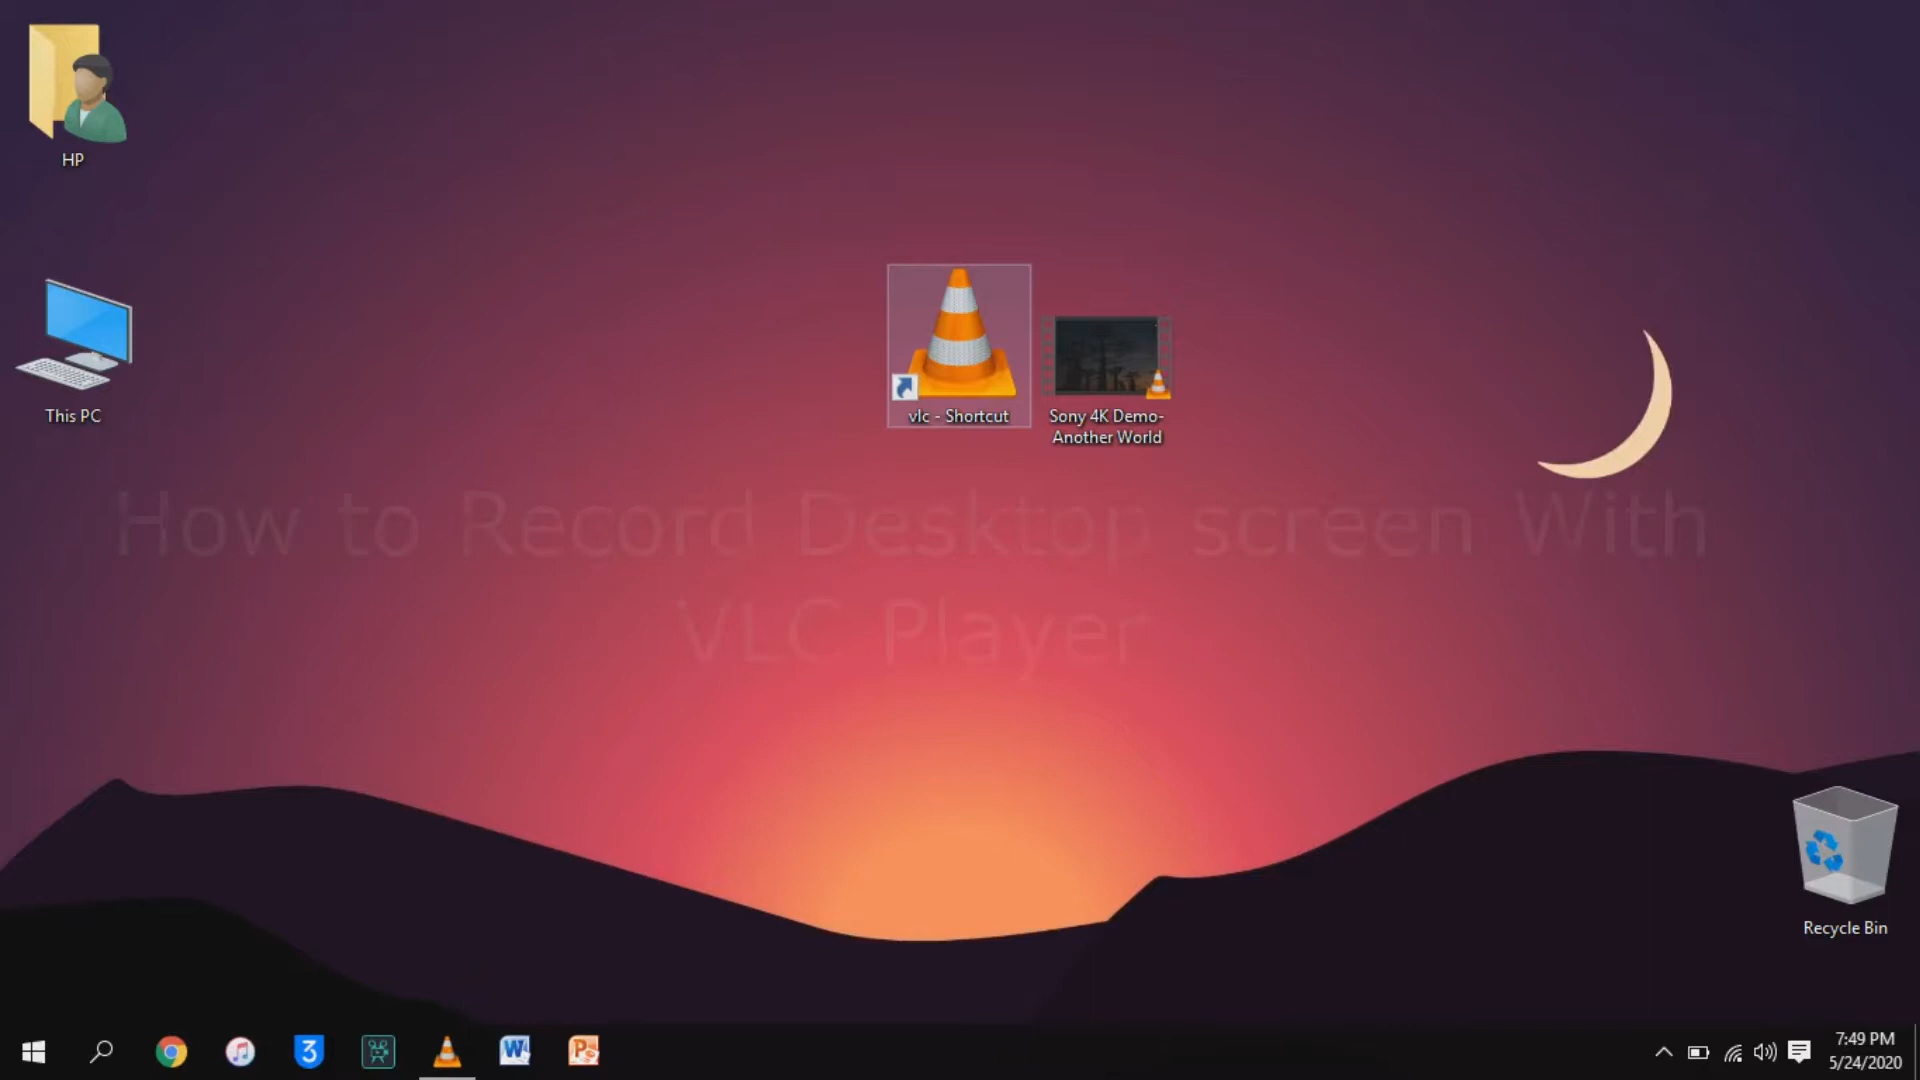 HP
This PC
vlc - Shortcut
Sony 4K Demo-
Another World
How to Record Desktop screen With
VLC Player
Recycle Bin
3
W
P
7:49 PM
5/24/2020